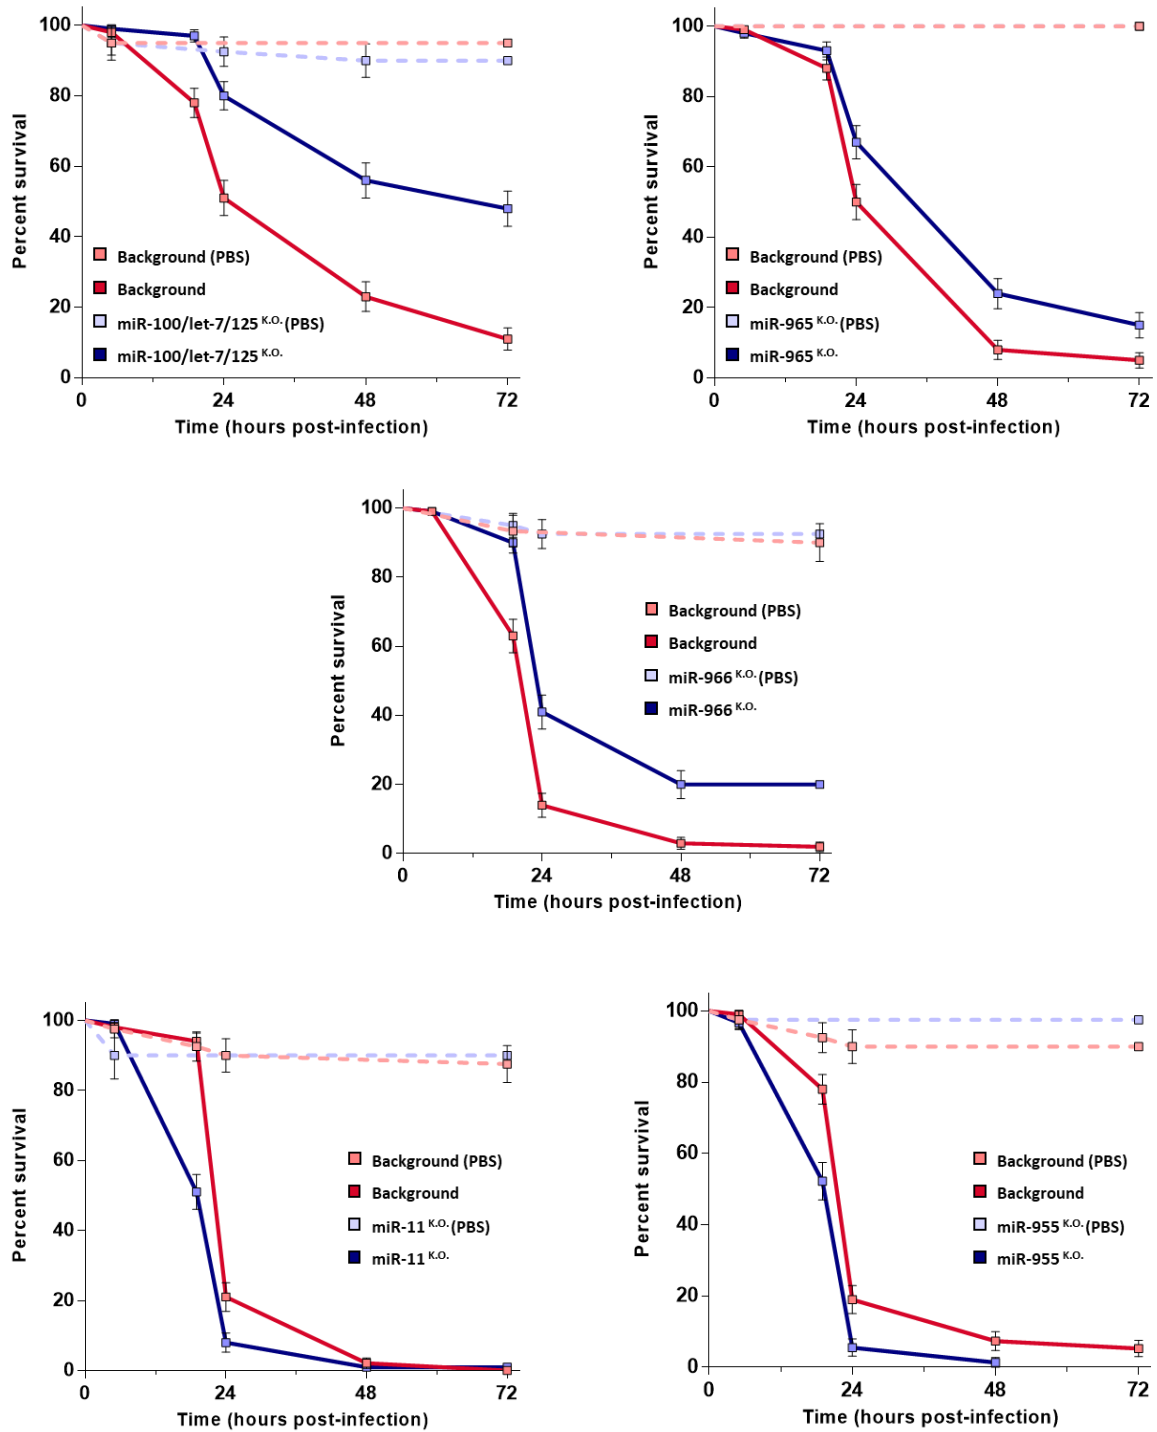 Percent survival
100
80
60
40
20
0
Background (PBS)
Background
miR-100/let-7/125 K.O. (PBS)
miR-100/let-7/125 K.O.
0 24 48 72
Time (hours post-infection)
Percent survival
100
80
60
40
20
0
Background (PBS)
Background
miR-965 K.O. (PBS)
miR-965 K.O.
0 24 48 72
Time (hours post-infection)
Percent survival
100
80
60
40
20
0
Background (PBS)
Background
miR-966 K.O. (PBS)
miR-966 K.O.
0 24 48 72
Time (hours post-infection)
Percent survival
100
80
60
40
20
0
Background (PBS)
Background
miR-11 K.O. (PBS)
miR-11 K.O.
0 24 48 72
Time (hours post-infection)
Percent survival
100
80
60
40
20
0
Background (PBS)
Background
miR-955 K.O. (PBS)
miR-955 K.O.
0 24 48 72
Time (hours post-infection)